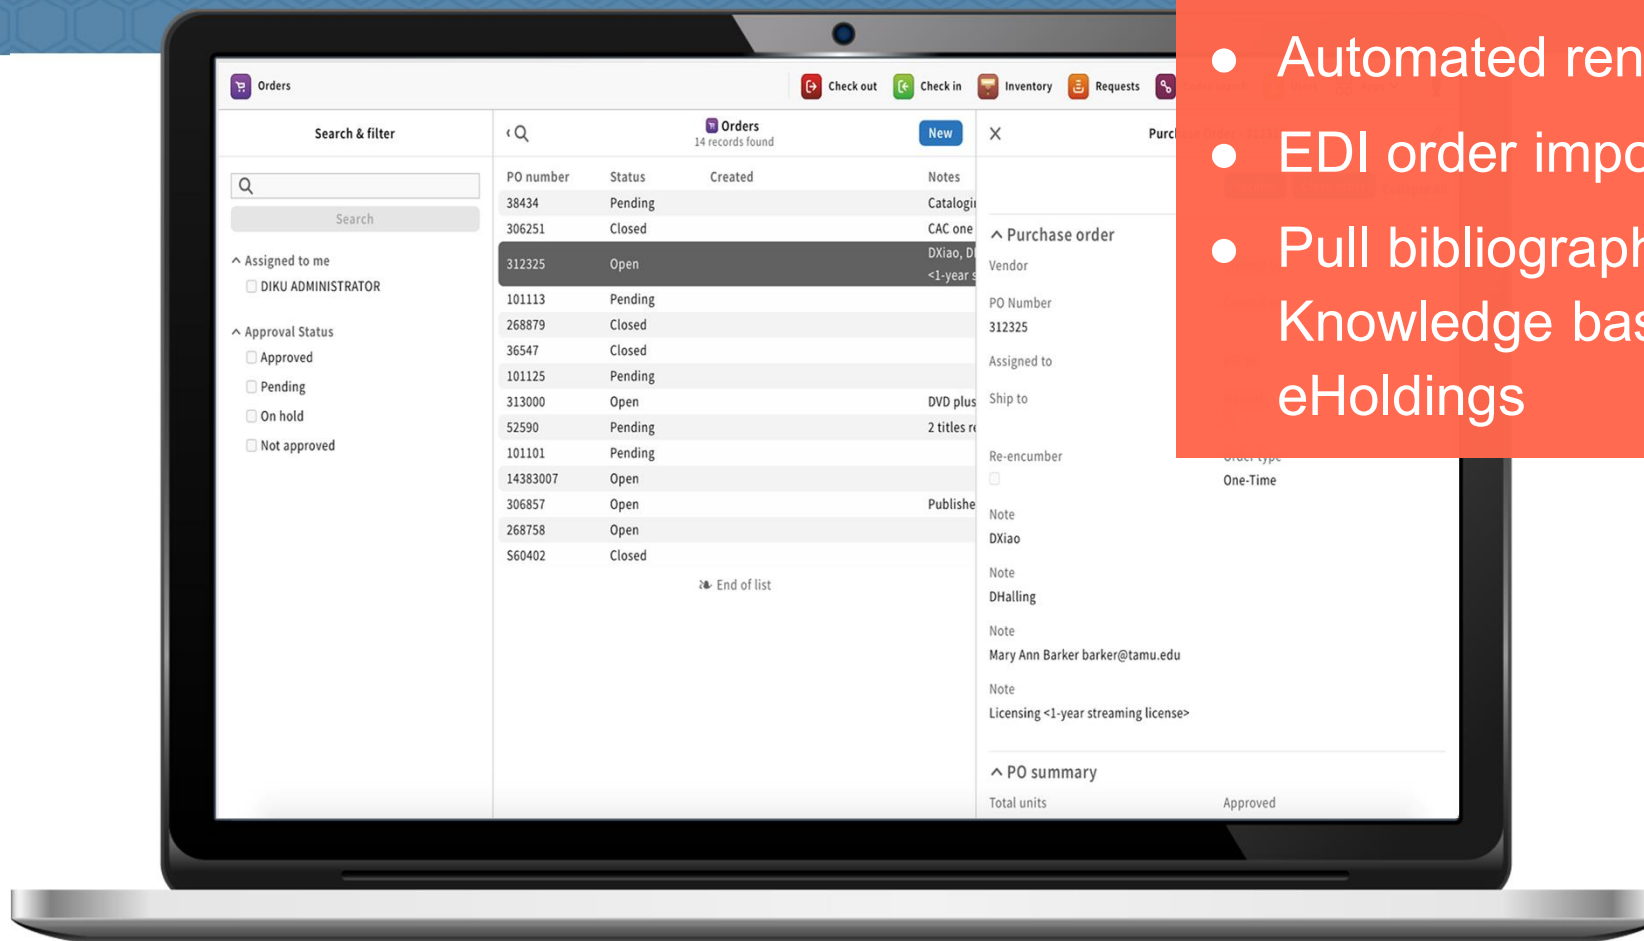 Orders
Check out
Check in
Inventory
Requests
Search & filter
Search
Assigned to me
DIKU ADMINISTRATOR
Approval Status
Approved
Pending
On hold
Not approved
Orders
14 records found
New
PO number Status Created Notes
38434 Pending
306251 Closed CAC one
312325 Open DXiao,
<1-year
101113 Pending
268879 Closed
36547 Closed
101125 Pending
313000 Open DVD plus
52590 Pending 2 titles
101101 Pending
14383007 Open
306857 Open
268758 Open
S60402 Closed
End of list
Purchase order
Vendor
PO Number
312325
Assigned to
Ship to
Re-encumber
Order type
One-Time
Note
DXiao
Note
DHalling
Note
Mary Ann Barker barker@tamu.edu
Note
Licensing <1-year streaming license>
PO summary
Total units Approved
● Automated
● EDI order
● Pull
Knowledge
eHoldings